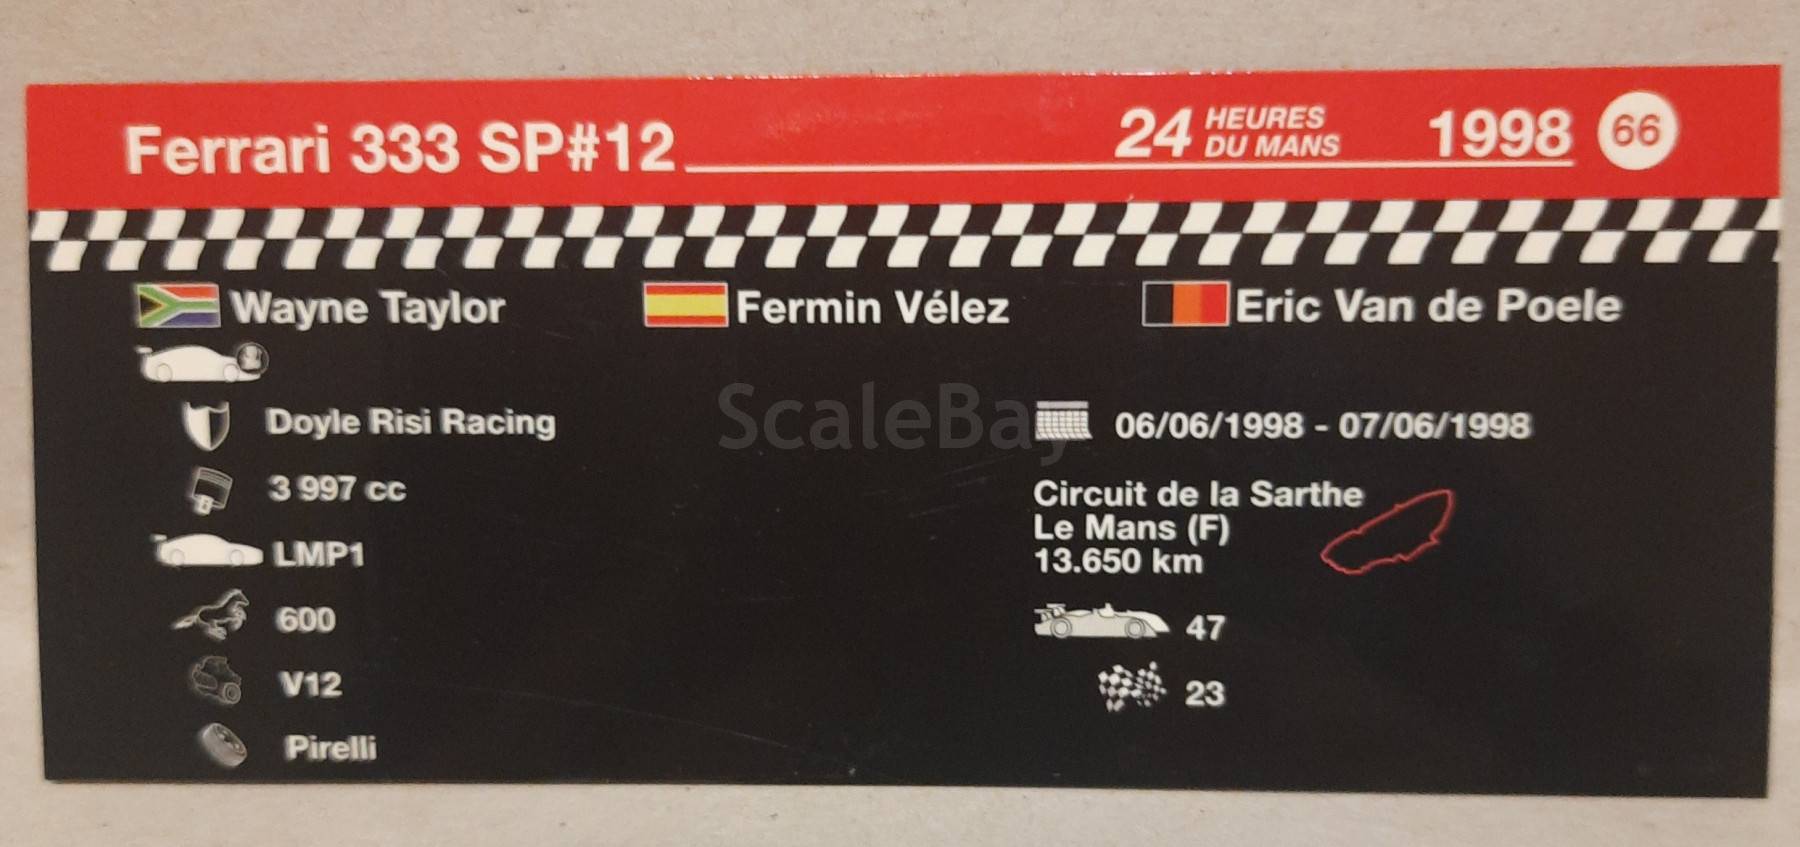 Ferrari 333 SP#12 24 HEURES DU MANS 1998 66
Wayne Taylor Fermin Vélez Eric Van de Poele
Doyle Risi Racing
3 997 cc
LMP1
600
V12
Pirelli
06/06/1998 - 07/06/1998
Circuit de la Sarthe
Le Mans (F)
13.650 km
47
23
ScaleBay